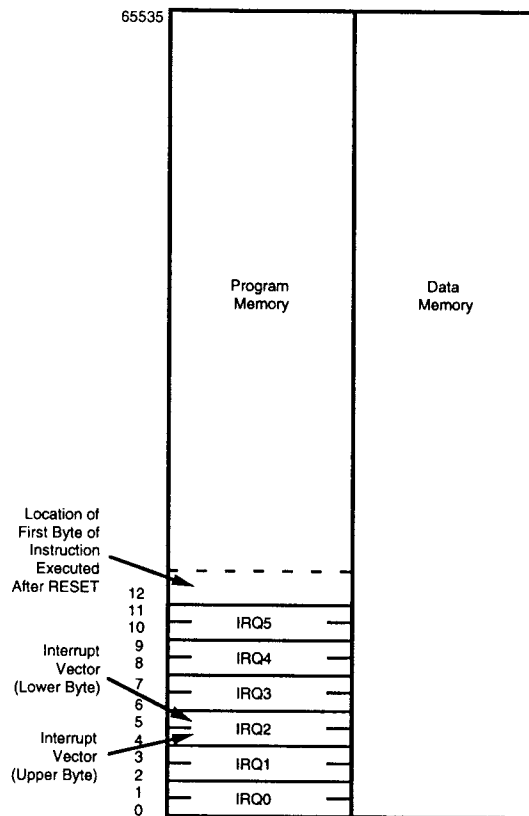 65535
Program
Memory
Data
Memory
Location of
First Byte of
Instruction
Executed
After RESET
12
11
10
IRQ5
9
8
IRQ4
Interrupt
Vector
(Lower Byte)
7
6
IRQ3
5
4
IRQ2
Interrupt
Vector
(Upper Byte)
3
2
IRQ1
1
0
IRQ0